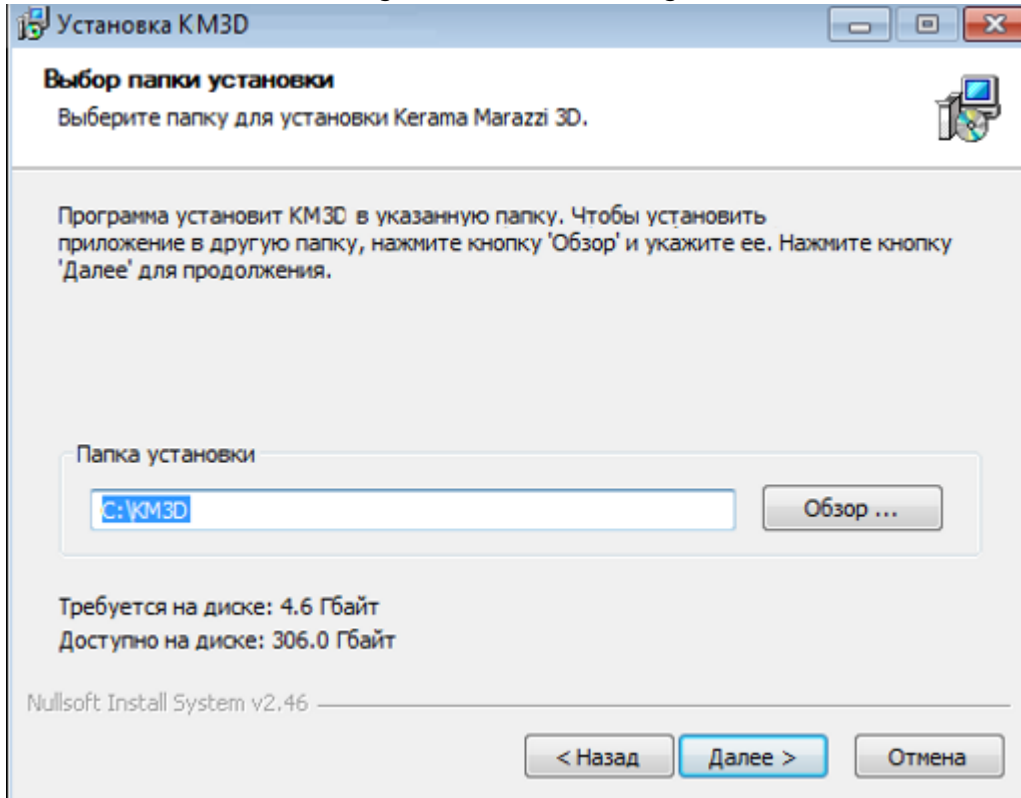 Установка KM3D
Выбор папки установки
Выберите папку для установки Kerama Marazzi 3D.
Программа установит KM3D в указанную папку. Чтобы установить
приложение в другую папку, нажмите кнопку 'Обзор' и укажите ее. Нажмите кнопку
'Далее' для продолжения.
Папка установки
C:\KM3D
Обзор ...
Требуется на диске: 4.6 Гбайт
Доступно на диске: 306.0 Гбайт
Nullsoft Install System v2.46
< Назад
Далее >
Отмена